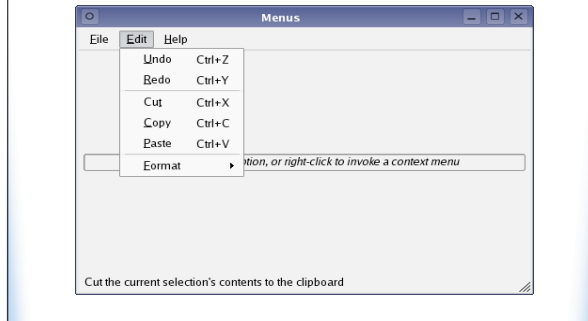 Menus
File Edit Help
Undo Ctrl+Z
Redo Ctrl+Y
Cut Ctrl+X
Copy Ctrl+C
Paste Ctrl+V
Format
option, or right-click to invoke a context menu
Cut the current selection's contents to the clipboard